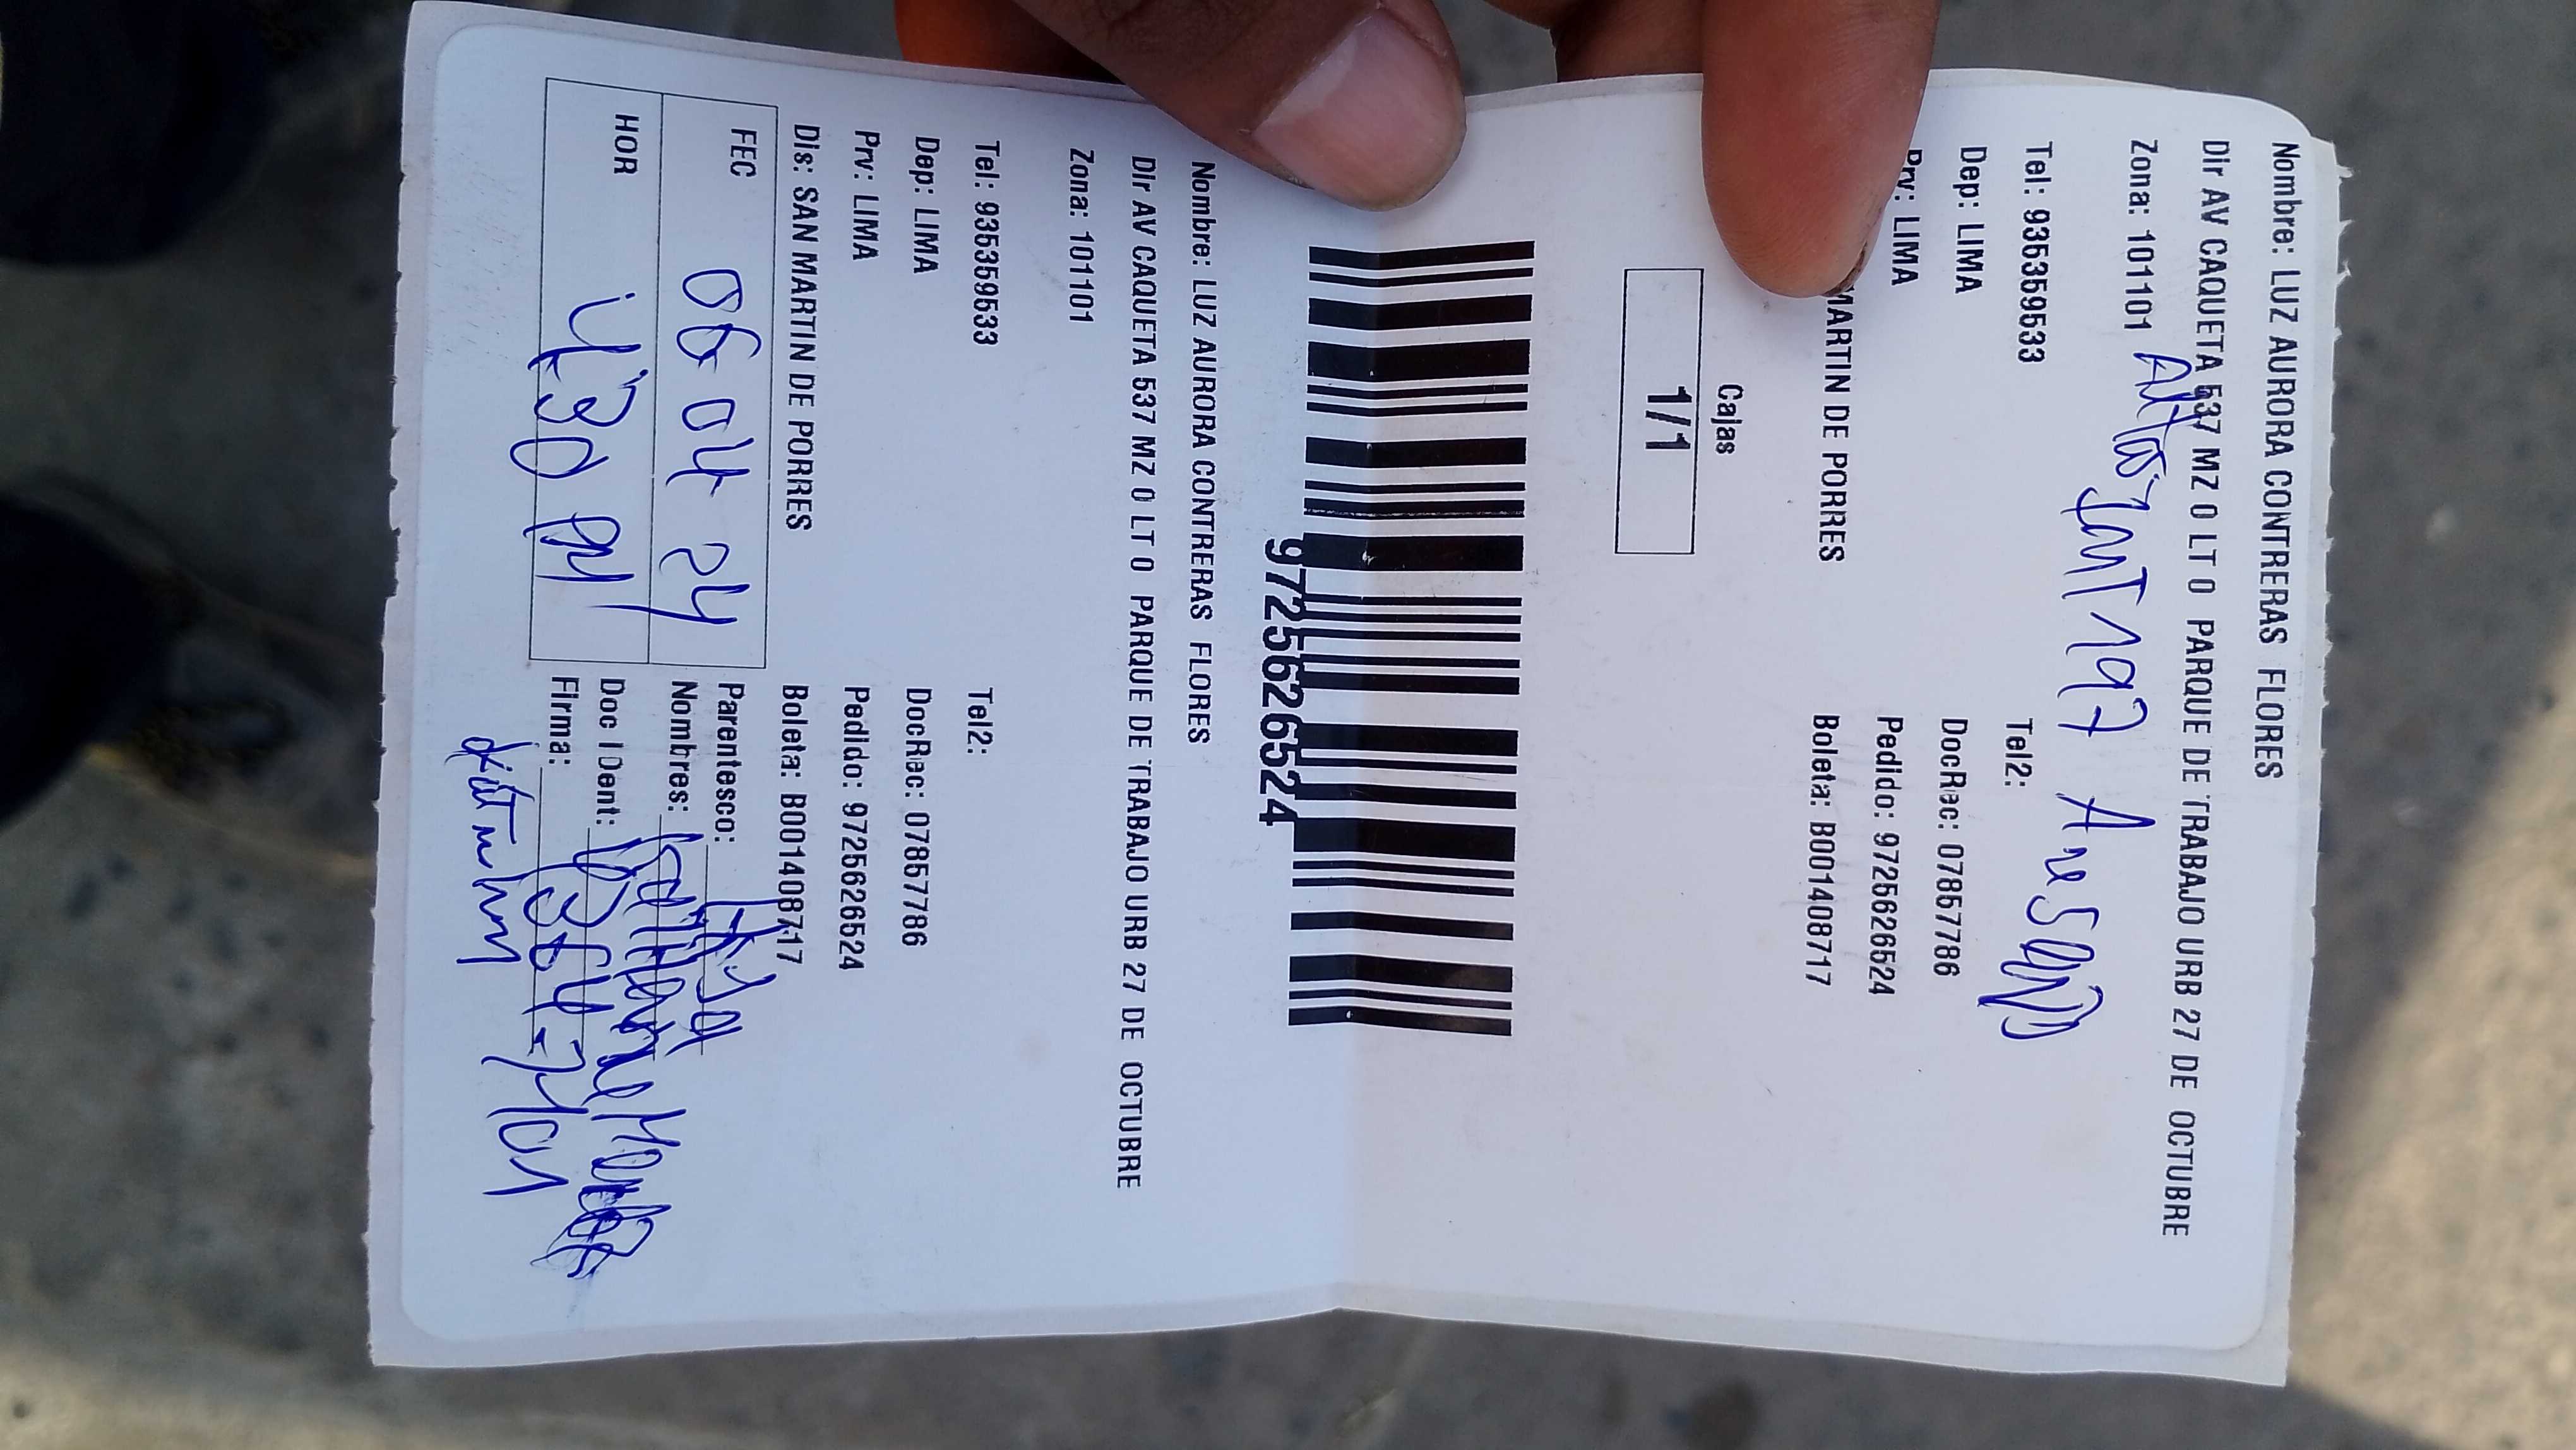 Nombre: LUZ AURORA CONTRERAS FLORES
Dir AV CAQUETA 537 MZ 0 LT 0 PARQUE DE TRABAJO URB 27 DE OCTUBRE
Zona: 101101
Tel: 935359533 Tel2:
Dep: LIMA DocRec: 07857786
Prv: LIMA Pedido: 9725626524
MARTIN DE PORRES Boleta: B001408717
Cajas
1/1
9725626524
Nombre: LUZ AURORA CONTRERAS FLORES
Dir AV CAQUETA 537 MZ 0 LT 0 PARQUE DE TRABAJO URB 27 DE OCTUBRE
Zona: 101101
Tel: 935359533 Tel2:
Dep: LIMA DocRec: 07857786
Prv: LIMA Pedido: 9725626524
Dis: SAN MARTIN DE PORRES Boleta: B001408717
FEC 06 04 24
HOR 4:30 PM
Parentesco:
Nombres:
Doc IDent:
Firma: